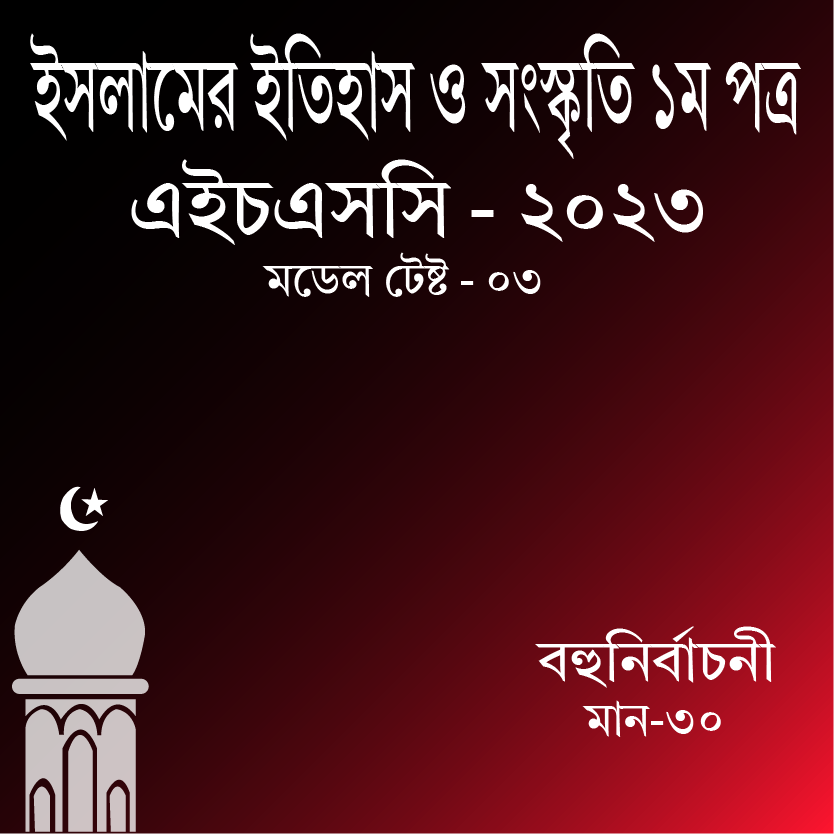 ইসলামের ইতিহাস ও সংস্কৃতি ১ম পত্র
এইচএসসি - ২০২৩
মডেল টেষ্ট - ০৩
বহুনির্বাচনী
মান-৩০